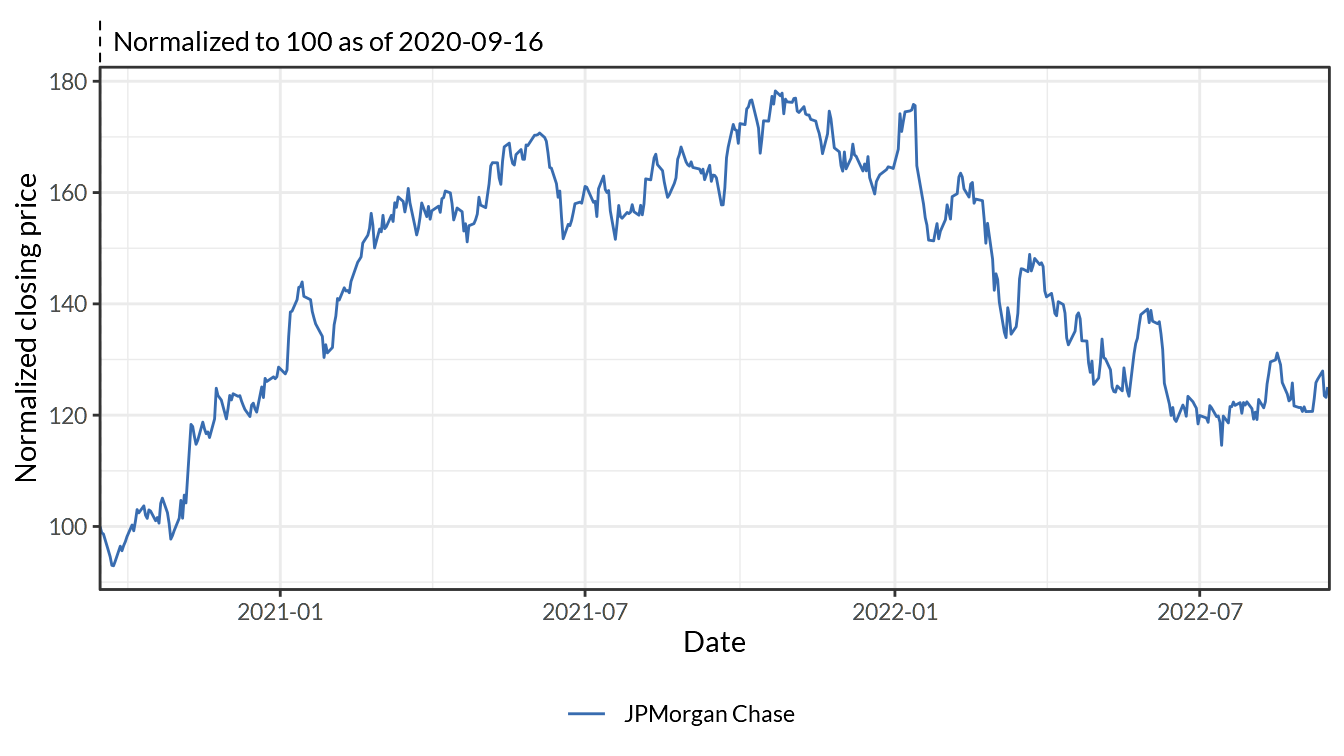 Normalized to 100 as of 2020-09-16
Normalized closing price
180
160
140
120
100
2021-01
2021-07
2022-01
2022-07
Date
JPMorgan Chase